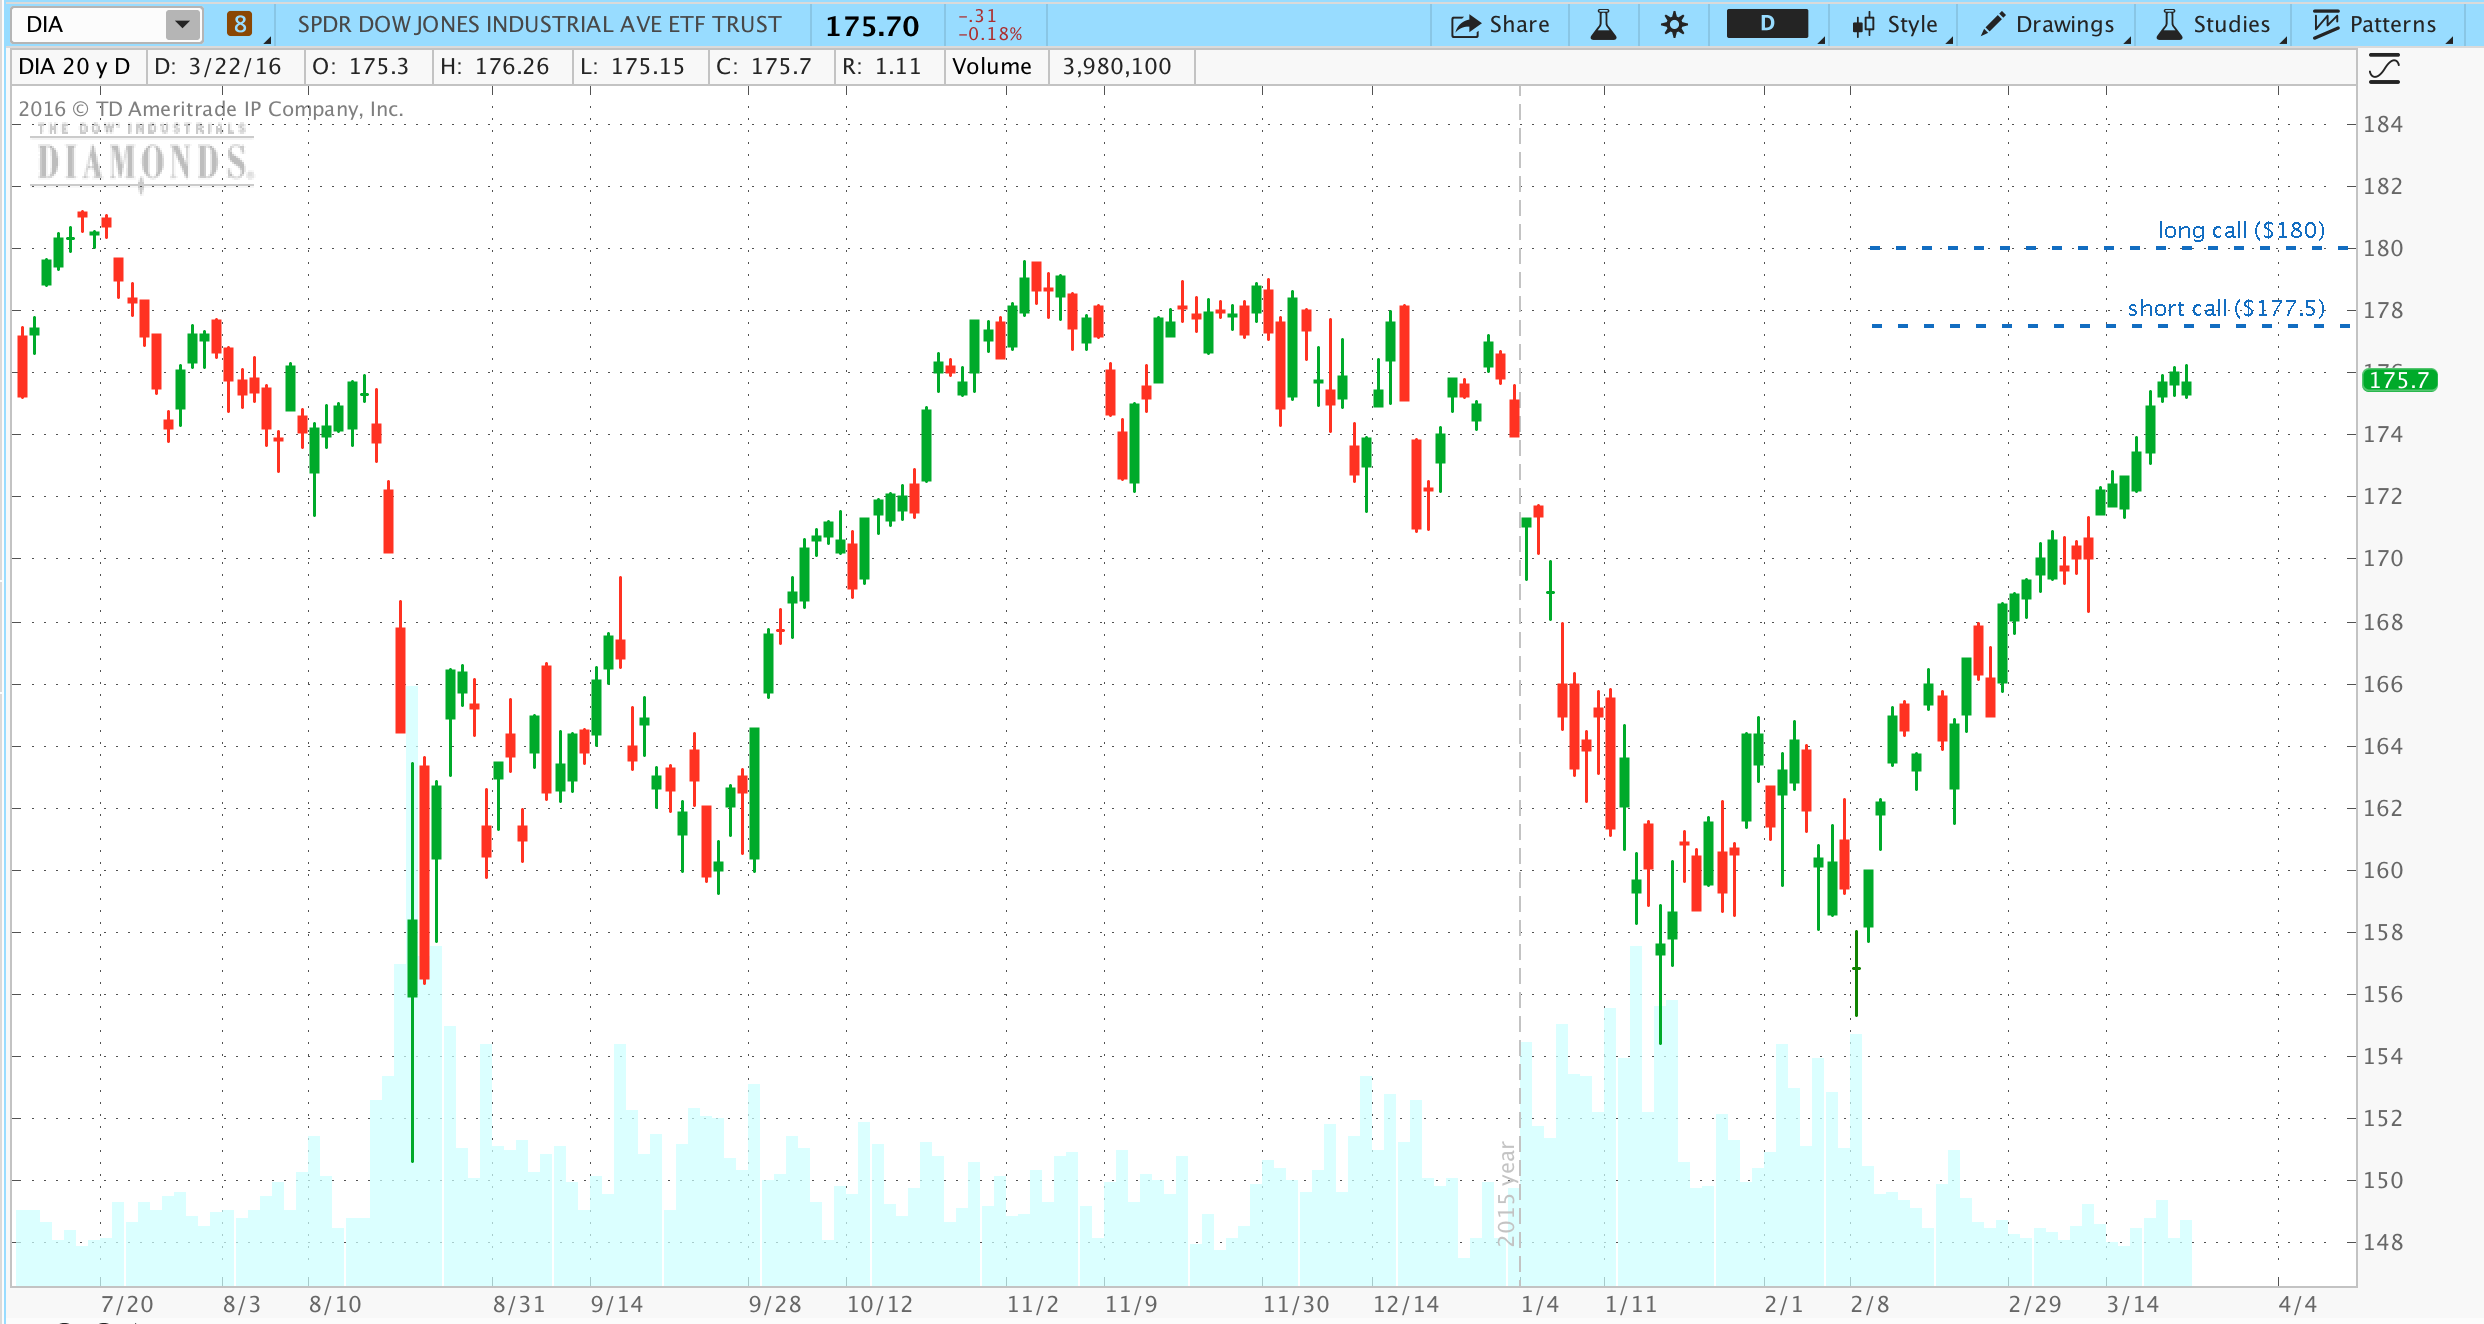 DIA 8 SPDR DOW JONES INDUSTRIAL AVE ETF TRUST 175.70 -.31 -0.18% Share D Style Drawings Studies Patterns
DIA 20 y D D: 3/22/16 O: 175.3 H: 176.26 L: 175.15 C: 175.7 R: 1.11 Volume 3,980,100
2016 © TD Ameritrade IP Company, Inc.
THE DOW INDUSTRIALS
DIAMONDS®
184
182
long call ($180)
180
short call ($177.5)
178
176
175.7
174
172
170
168
166
164
162
160
158
156
154
152
150
2015 year
148
7/20 8/3 8/10 8/31 9/14 9/28 10/12 11/2 11/9 11/30 12/14 1/4 1/11 2/1 2/8 2/29 3/14 4/4